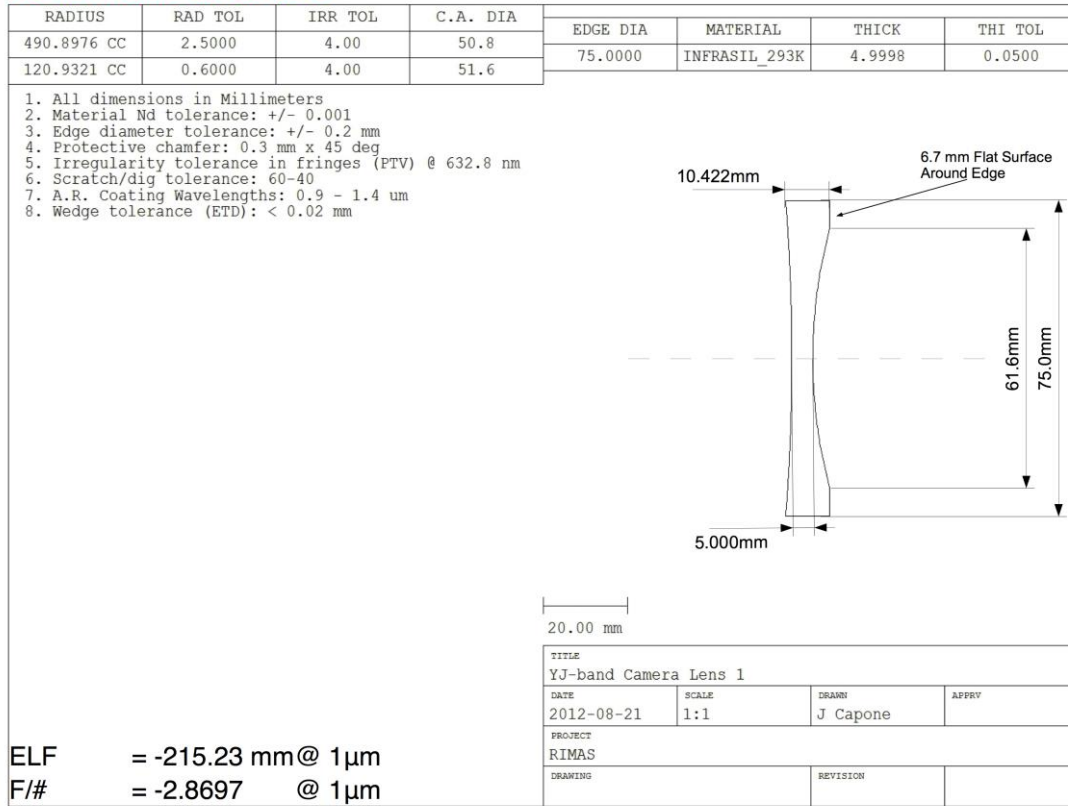 RADIUS RAD TOL IRR TOL C.A. DIA
490.8976 CC 2.5000 4.00 50.8
120.9321 CC 0.6000 4.00 51.6
EDGE DIA MATERIAL THICK THI TOL
75.0000 INFRASIL_293K 4.9998 0.0500
1. All dimensions in Millimeters
2. Material Nd tolerance: +/- 0.001
3. Edge diameter tolerance: +/- 0.2 mm
4. Protective chamfer: 0.3 mm x 45 deg
5. Irregularity tolerance in fringes (PTV) @ 632.8 nm
6. Scratch/dig tolerance: 60-40
7. A.R. Coating Wavelengths: 0.9 - 1.4 um
8. Wedge tolerance (ETD): < 0.02 mm
6.7 mm Flat Surface
Around Edge
10.422mm
61.6mm
75.0mm
5.000mm
20.00 mm
TITLE
YJ-band Camera Lens 1
DATE SCALE DRAWN APPRV
2012-08-21 1:1 J Capone
PROJECT
RIMAS
DRAWING REVISION
ELF = -215.23 mm@ 1µm
F/# = -2.8697 @ 1µm